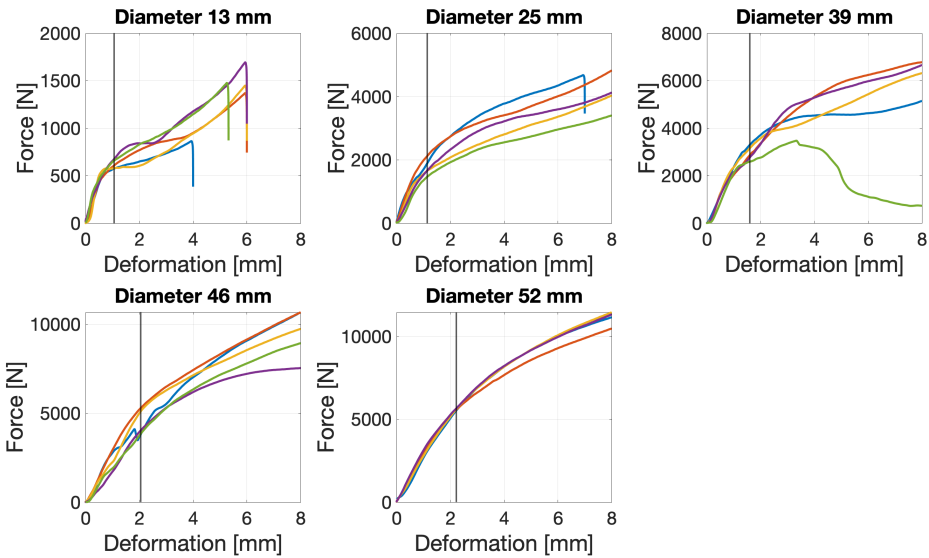 Diameter 13 mm
2000
1500
1000
500
0
Force [N]
0 2 4 6 8
Deformation [mm]
Diameter 25 mm
6000
4000
2000
0
Force [N]
0 2 4 6 8
Deformation [mm]
Diameter 39 mm
8000
6000
4000
2000
0
Force [N]
0 2 4 6 8
Deformation [mm]
Diameter 46 mm
10000
5000
0
Force [N]
0 2 4 6 8
Deformation [mm]
Diameter 52 mm
10000
5000
0
Force [N]
0 2 4 6 8
Deformation [mm]